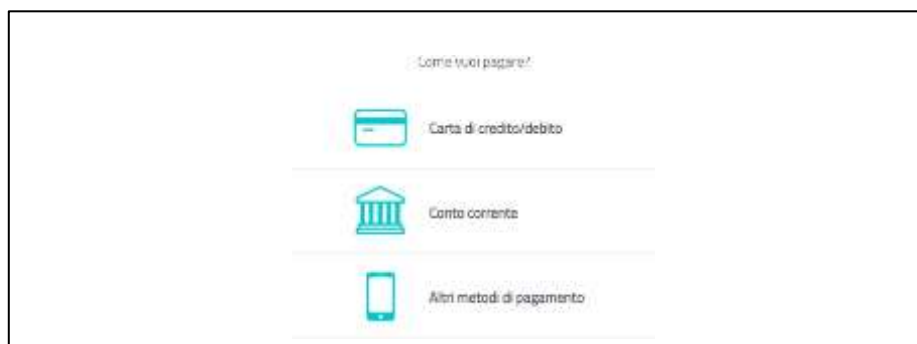 Come vuoi pagare?
Carta di credito/debito
Conto corrente
Altri metodi di pagamento